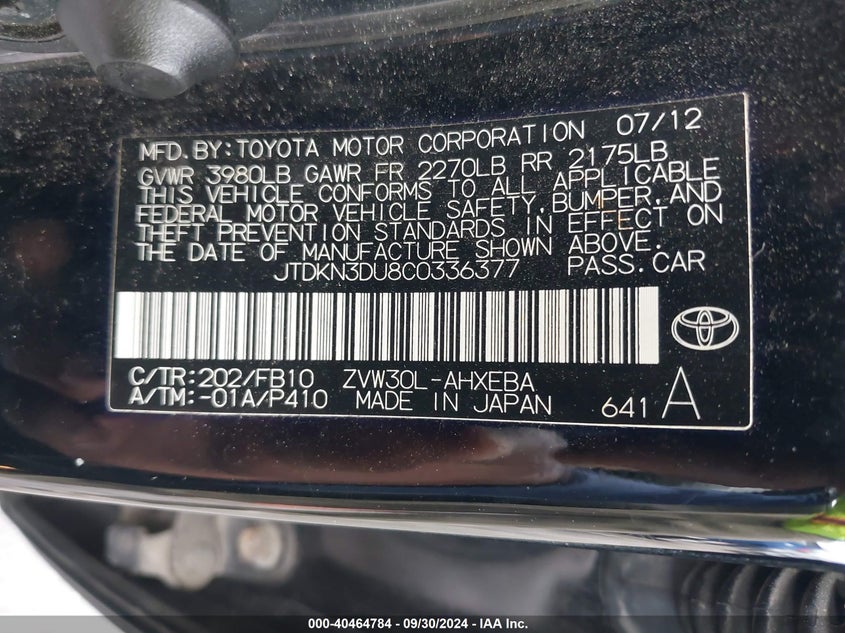 MFD.BY:TOYOTA MOTOR CORPORATION 07/12
GVWR 3980LB GAWR FR 2270LB RR 2175LB
THIS VEHICLE CONFORMS TO ALL APPLICABLE
FEDERAL MOTOR VEHICLE SAFETY,BUMPER,AND
THEFT PREVENTION STANDARDS IN EFFECT ON
THE DATE OF MANUFACTURE SHOWN ABOVE.
JTDKN3DU8C0336377 PASS.CAR
C/TR:202/FB10 ZVW30L-AHXEBA
A/TM:-01A/P410 MADE IN JAPAN 641 A
000-40464784 - 09/30/2024 - IAA Inc.